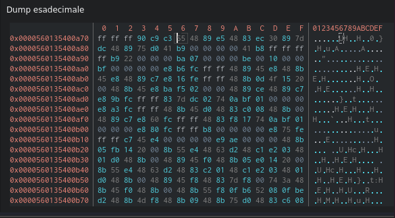 Dump esadecimale
0 1 2 3 4 5 6 7 8 9 A B C D E F 0123456789ABCDEF
0x0000560135400a70 ff ff ff 90 c9 c3 55 48 89 e5 48 83 ec 30 89 7d
0x0000560135400a80 dc 48 89 75 d0 41 b9 00 00 00 00 41 b8 ff ff ff
0x0000560135400a90 ff b9 22 00 00 00 ba 07 00 00 00 be 00 10 00 00
0x0000560135400aa0 bf 00 00 00 00 e8 b6 fc ff ff 48 89 45 e8 48 8b
0x0000560135400ab0 45 e8 48 89 c7 e8 16 fe ff ff 48 8b 0d 4f 15 20
0x0000560135400ac0 00 48 8b 45 e8 ba f5 02 00 00 48 89 ce 48 89 c7
0x0000560135400ad0 e8 9b fc ff ff 83 7d dc 02 74 0a bf 01 00 00 00
0x0000560135400ae0 e8 a3 fc ff ff 48 8b 45 d0 48 83 c0 08 48 8b 00
0x0000560135400af0 48 89 c7 e8 60 fc ff ff 48 83 f8 17 74 0a bf 01
0x0000560135400b00 00 00 00 e8 80 fc ff ff b8 00 00 00 00 e8 75 fe
0x0000560135400b10 ff ff c7 45 e4 00 00 00 00 e9 ae 00 00 00 48 8b
0x0000560135400b20 05 fb 14 20 00 8b 55 e4 48 63 d2 48 c1 e2 03 48
0x0000560135400b30 01 d0 48 8b 00 48 89 45 f0 48 8b 05 e0 14 20 00
0x0000560135400b40 8b 55 e4 48 63 d2 48 83 c2 01 48 c1 e2 03 48 01
0x0000560135400b50 d0 48 8b 00 48 89 45 f8 48 83 7d f8 00 74 3a 48
0x0000560135400b60 8b 45 f0 48 8b 00 48 8b 55 f8 0f b6 52 08 0f be
0x0000560135400b70 d2 48 8b 4d f8 48 8b 09 48 8b 75 d0 48 83 c6 08